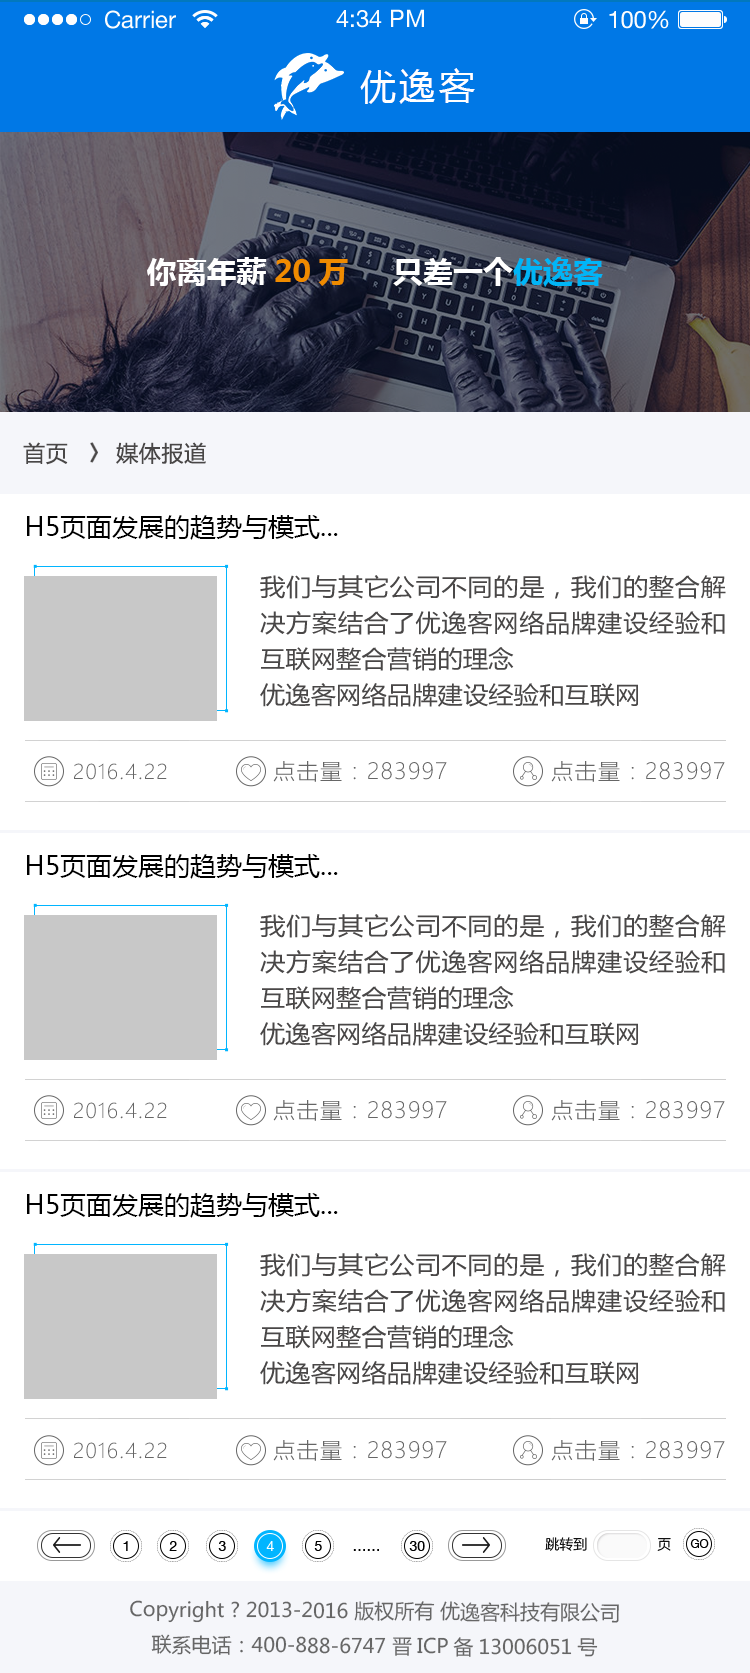 Carrier 4:34 PM 100%
优逸客
你离年薪 20 万 只差一个优逸客
首页 > 媒体报道
H5页面发展的趋势与模式...
我们与其它公司不同的是，我们的整合解
决方案结合了优逸客网络品牌建设经验和
互联网整合营销的理念
优逸客网络品牌建设经验和互联网
2016.4.22 点击量：283997 点击量：283997
H5页面发展的趋势与模式...
我们与其它公司不同的是，我们的整合解
决方案结合了优逸客网络品牌建设经验和
互联网整合营销的理念
优逸客网络品牌建设经验和互联网
2016.4.22 点击量：283997 点击量：283997
H5页面发展的趋势与模式...
我们与其它公司不同的是，我们的整合解
决方案结合了优逸客网络品牌建设经验和
互联网整合营销的理念
优逸客网络品牌建设经验和互联网
2016.4.22 点击量：283997 点击量：283997
1 2 3 4 5 ...... 30 跳转到 页 GO
Copyright ? 2013-2016 版权所有 优逸客科技有限公司
联系电话：400-888-6747 晋 ICP 备 13006051 号